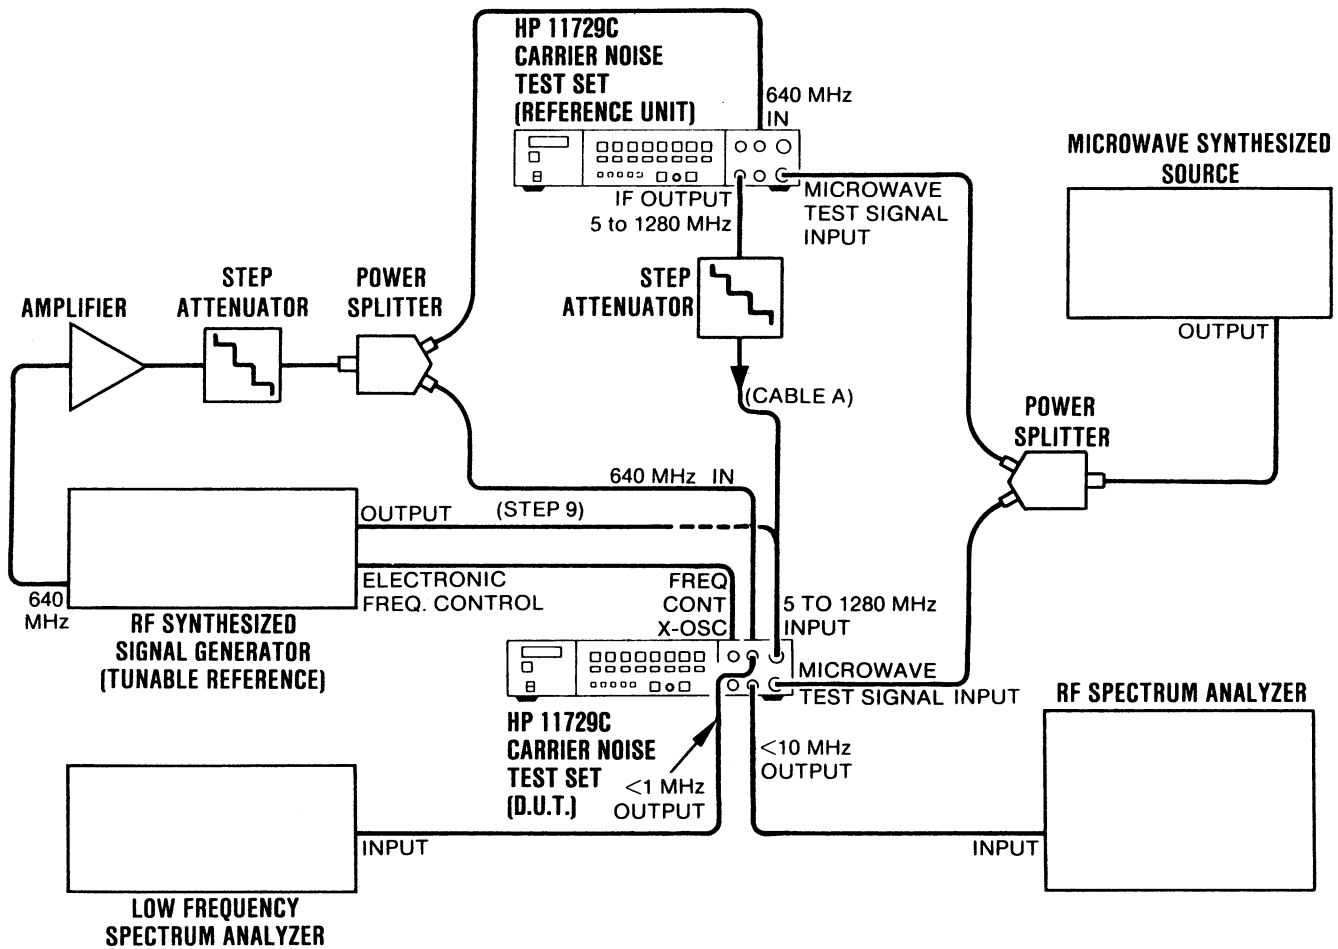 HP 11729C
CARRIER NOISE
TEST SET
(REFERENCE UNIT)
640 MHz
IN
MICROWAVE SYNTHESIZED
SOURCE
IF OUTPUT
5 to 1280 MHz
MICROWAVE
TEST SIGNAL
INPUT
STEP
ATTENUATOR
POWER
SPLITTER
AMPLIFIER
STEP
ATTENUATOR
OUTPUT
(CABLE A)
POWER
SPLITTER
640 MHz IN
OUTPUT
(STEP 9)
ELECTRONIC
FREQ. CONTROL
FREQ
CONT
X-OSC
5 TO 1280 MHz
INPUT
640
MHz
RF SYNTHESIZED
SIGNAL GENERATOR
(TUNABLE REFERENCE)
MICROWAVE
TEST SIGNAL INPUT
RF SPECTRUM ANALYZER
HP 11729C
CARRIER NOISE
TEST SET
(D.U.T.)
<1 MHz
OUTPUT
<10 MHz
OUTPUT
INPUT
INPUT
LOW FREQUENCY
SPECTRUM ANALYZER